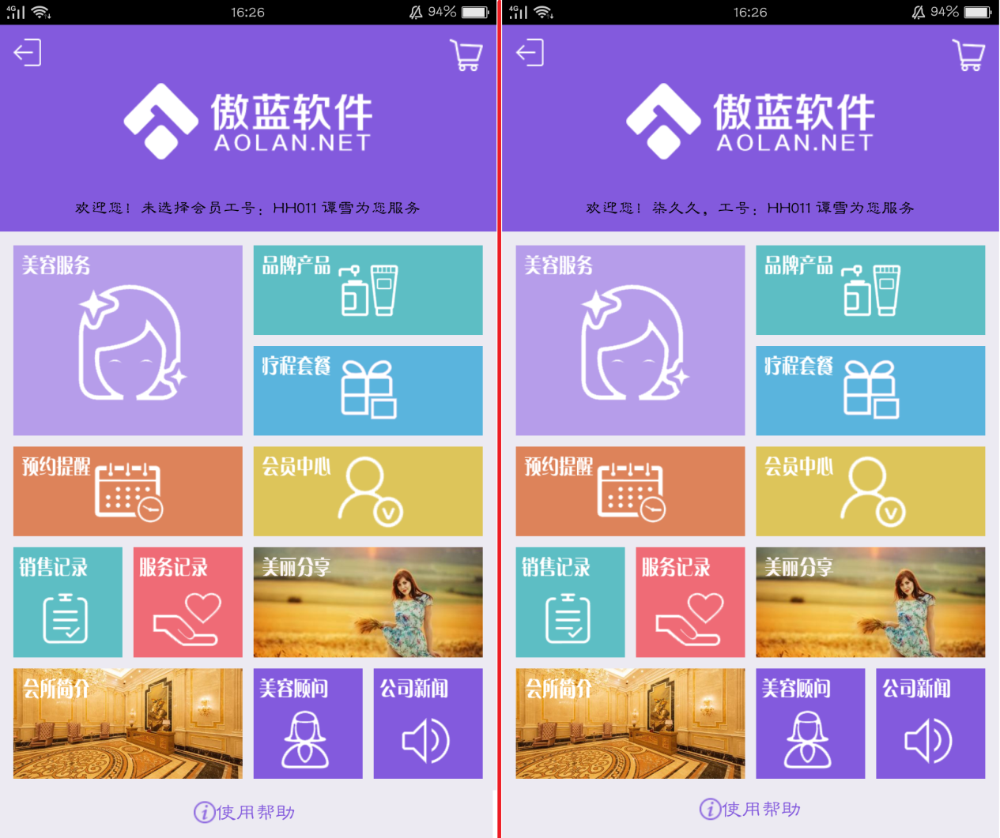 4G 16:26 94%
傲蓝软件
AOLAN.NET
欢迎您！未选择会员工号：HH011 谭雪为您服务
美容服务
品牌产品
疗程套餐
预约提醒
会员中心
销售记录
服务记录
美丽分享
会所简介
美容顾问
公司新闻
使用帮助
4G 16:26 94%
傲蓝软件
AOLAN.NET
欢迎您！柒久久，工号：HH011 谭雪为您服务
美容服务
品牌产品
疗程套餐
预约提醒
会员中心
销售记录
服务记录
美丽分享
会所简介
美容顾问
公司新闻
使用帮助